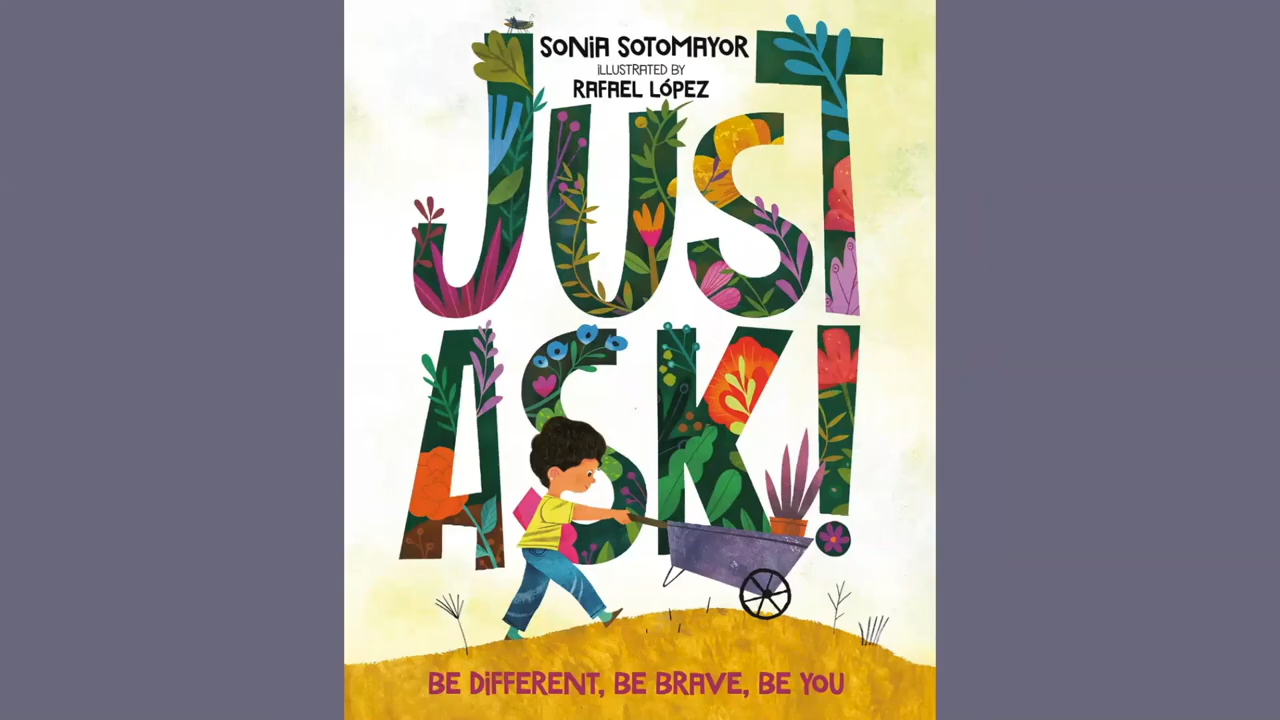 SONIA SOTOMAYOR
ILLUSTRATED BY
RAFAEL LÓPEZ
JUST
ASK!
BE DIFFERENT, BE BRAVE, BE YOU